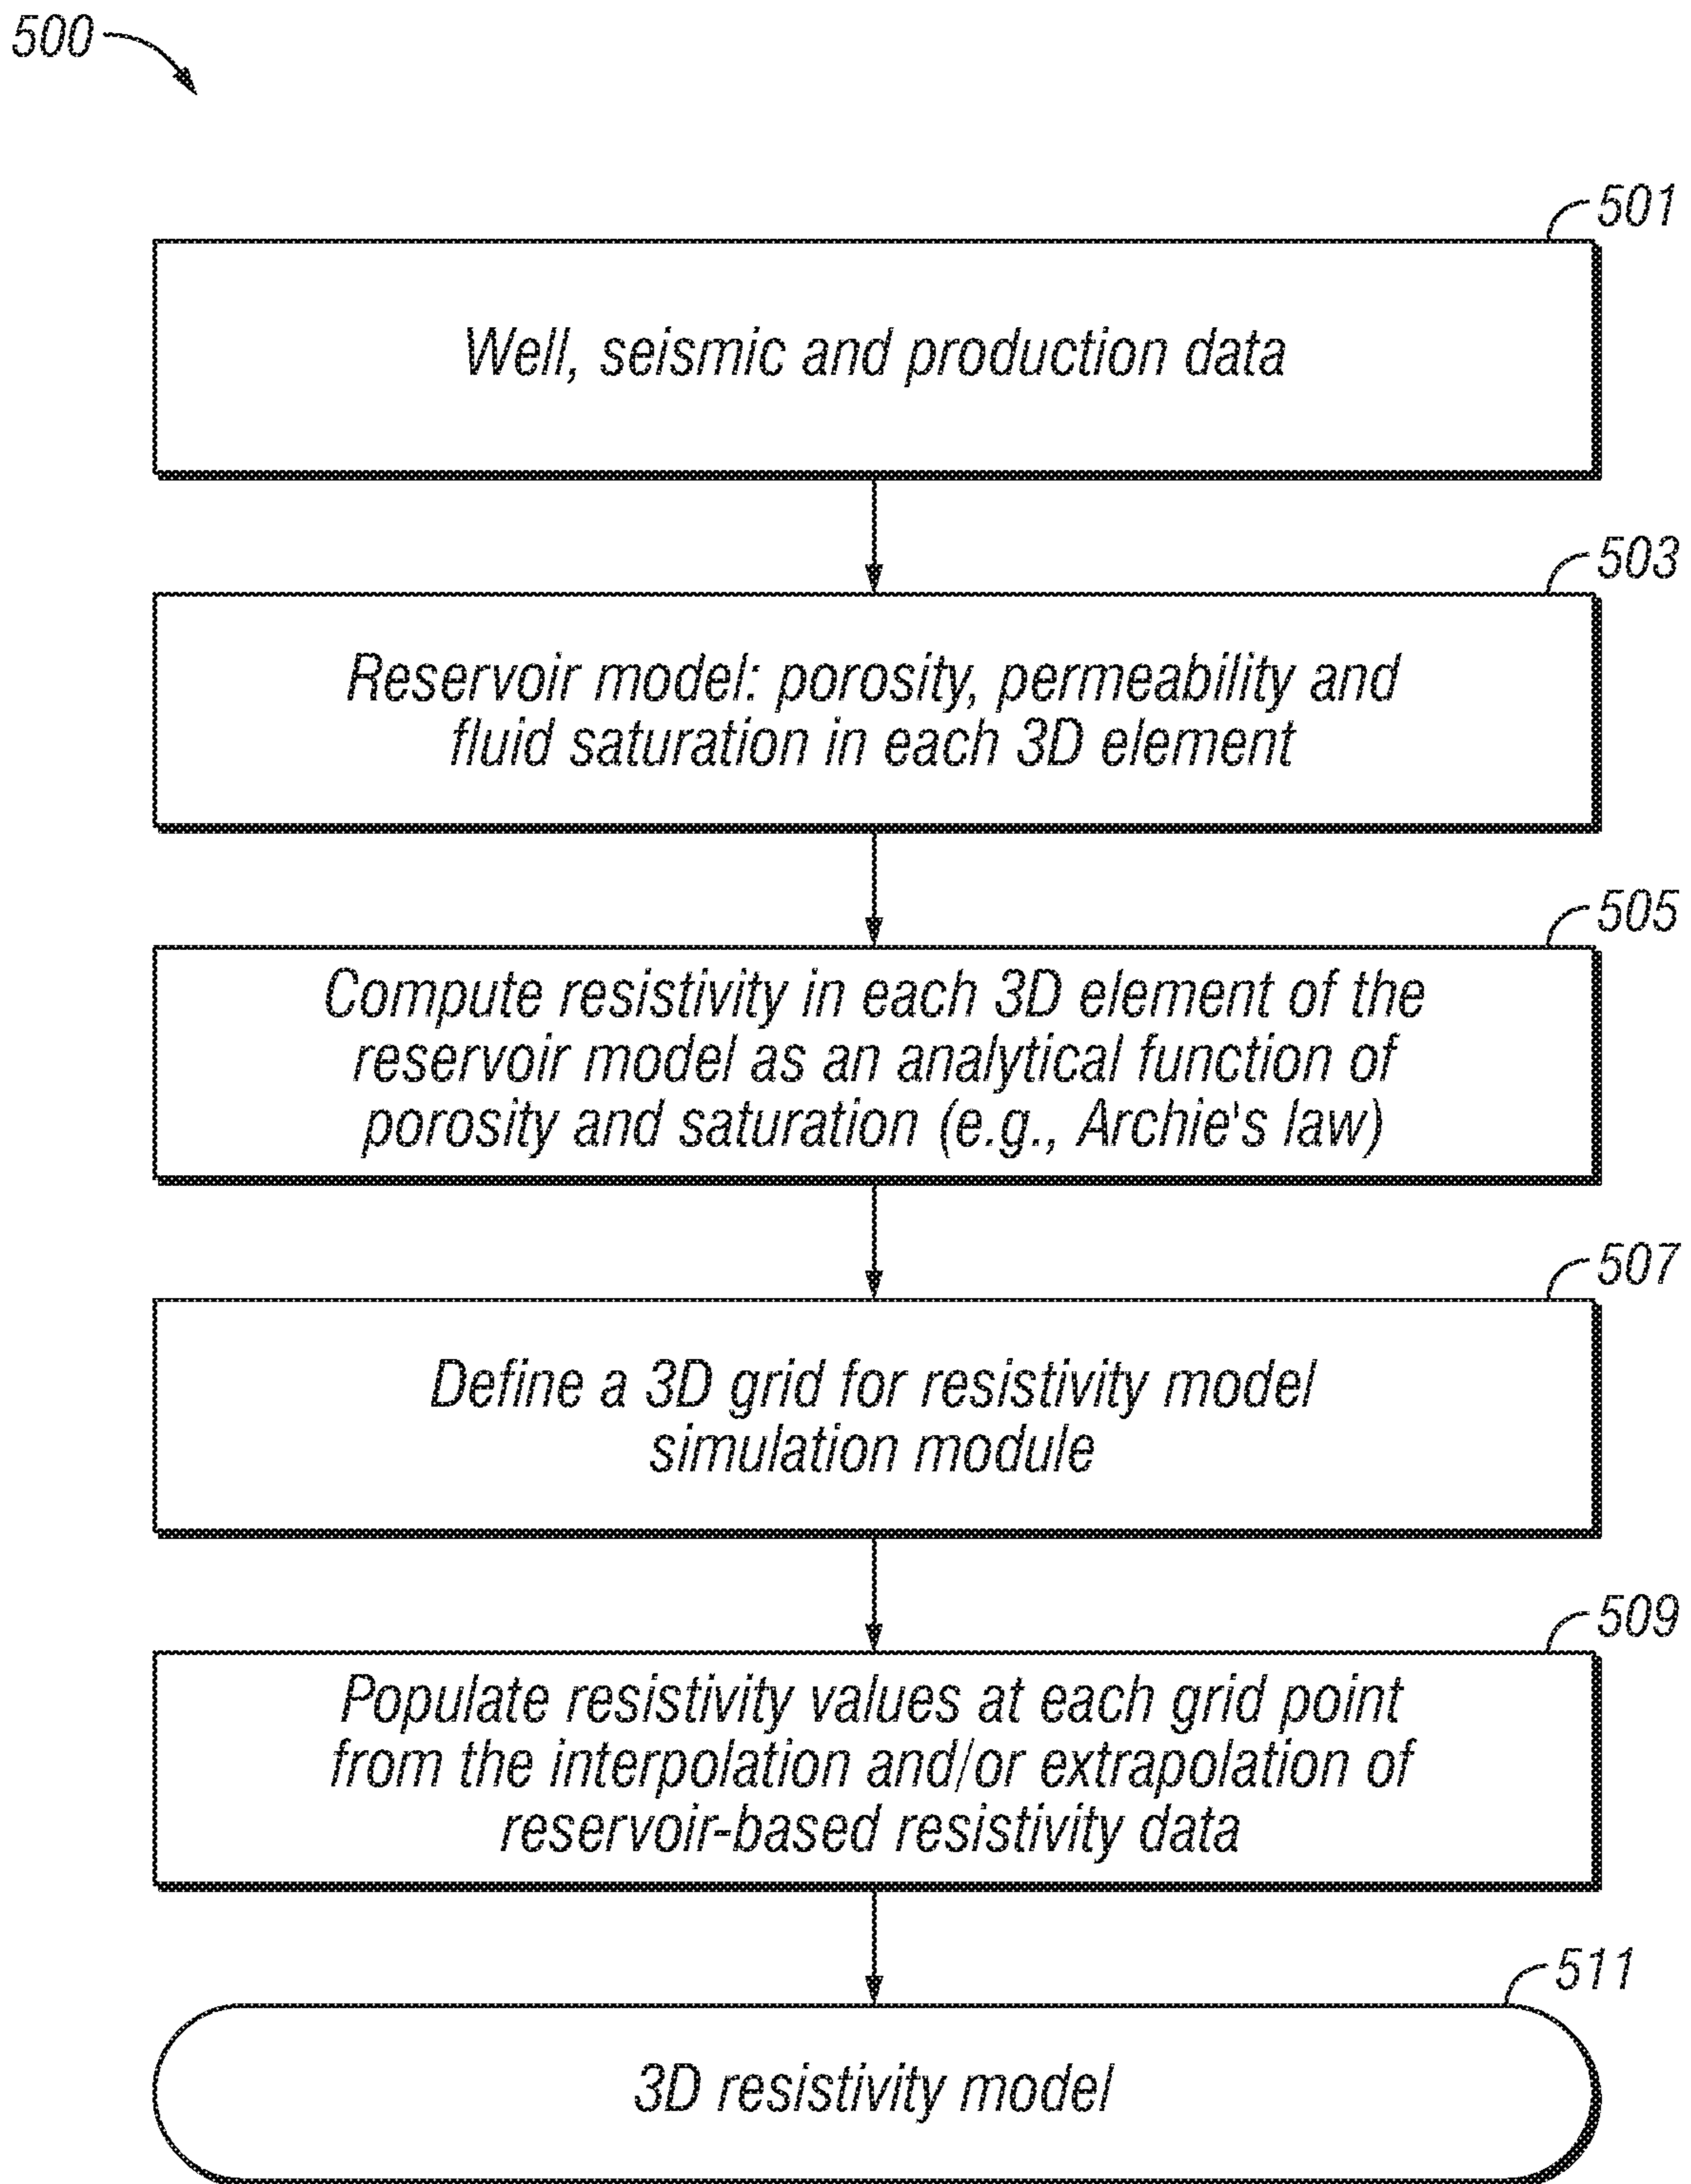 500
501
Well, seismic and production data
503
Reservoir model: porosity, permeability and
fluid saturation in each 3D element
505
Compute resistivity in each 3D element of the
reservoir model as an analytical function of
porosity and saturation (e.g., Archie's law)
507
Define a 3D grid for resistivity model
simulation module
509
Populate resistivity values at each grid point
from the interpolation and/or extrapolation of
reservoir-based resistivity data
511
3D resistivity model